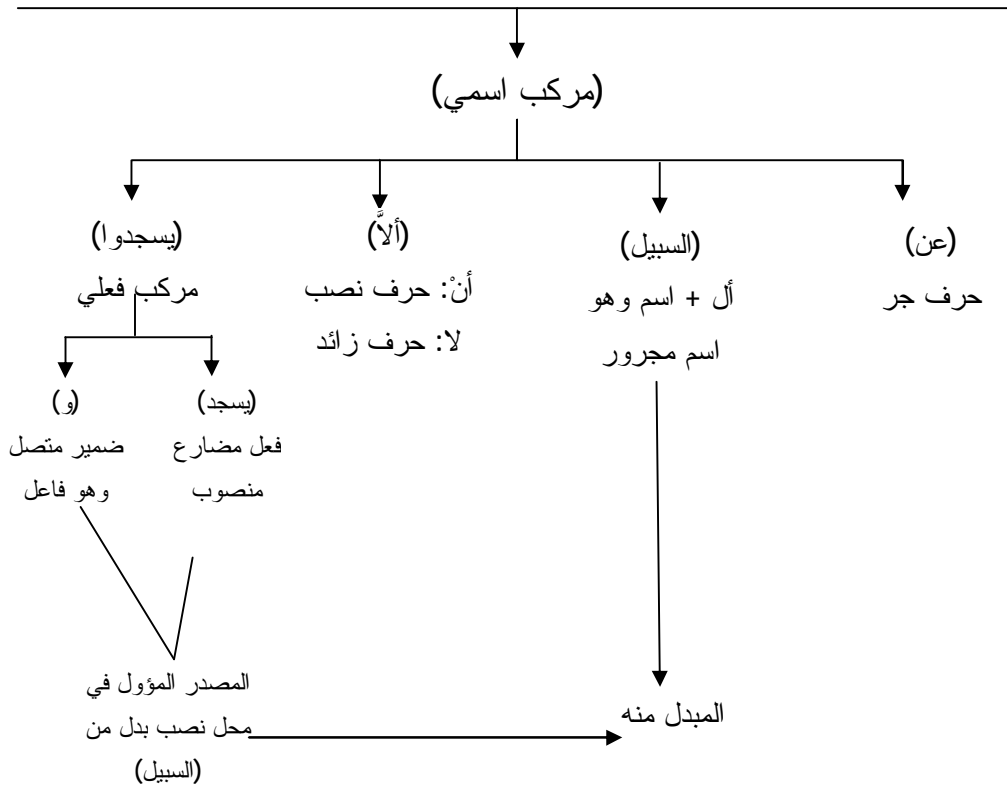 (مركب اسمي)
(عن)
حرف جر
(السبيل)
أل + اسم وهو
اسم مجرور
(ألاَّ)
أنْ: حرف نصب
لا: حرف زائد
(يسجدوا)
مركب فعلي
(يسجد)
فعل مضارع
منصوب
(و)
ضمير متصل
وهو فاعل
المبدل منه
المصدر المؤول في
محل نصب بدل من
(السبيل)